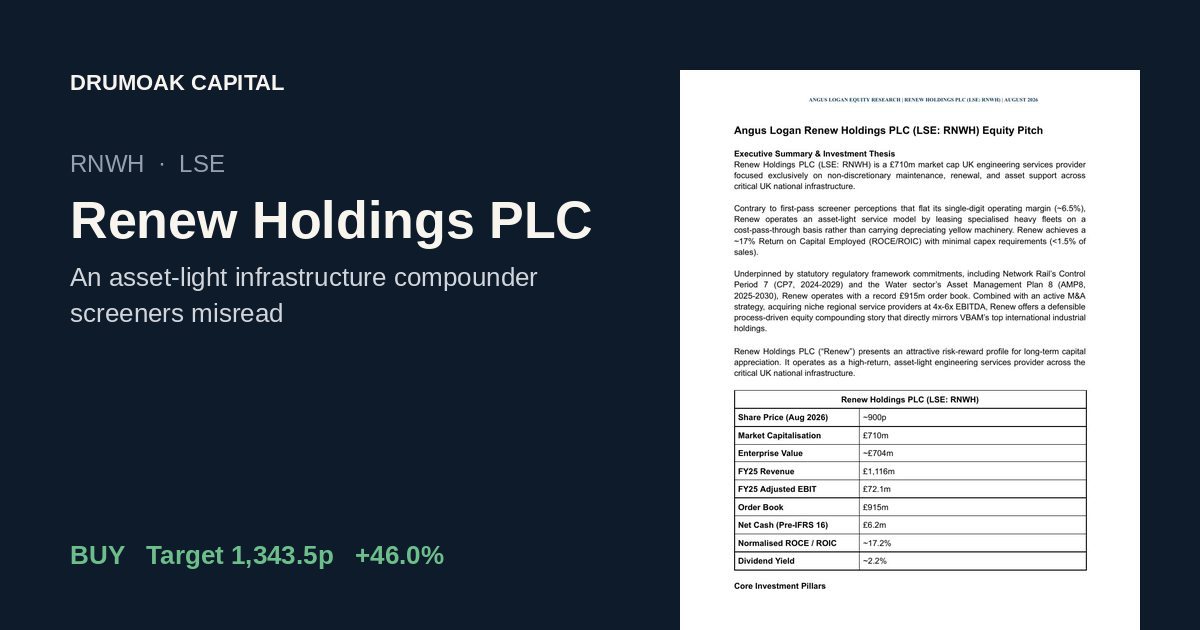 DRUMOAK CAPITAL
RNWH · LSE
Renew Holdings PLC
An asset-light infrastructure compounder
screeners misread
BUY Target 1,343.5p +46.0%
ANGUS LOGAN EQUITY RESEARCH | RENEW HOLDINGS PLC (LSE: RNWH) | AUGUST 2026
Angus Logan Renew Holdings PLC (LSE: RNWH) Equity Pitch
Executive Summary & Investment Thesis
Renew Holdings PLC (LSE: RNWH) is a £710m market cap UK engineering services provider
focused exclusively on non-discretionary maintenance, renewal, and asset support across
critical UK national infrastructure.
Contrary to first-pass screener perceptions that flat its single-digit operating margin (~6.5%),
Renew operates an asset-light service model by leasing specialised heavy fleets on a
cost-pass-through basis rather than carrying depreciating yellow machinery. Renew achieves a
~17% Return on Capital Employed (ROCE/ROIC) with minimal capex requirements (<1.5% of
sales).
Underpinned by statutory regulatory framework commitments, including Network Rail's Control
Period 7 (CP7, 2024-2029) and the Water sector's Asset Management Plan 8 (AMP8,
2025-2030), Renew operates with a record £915m order book. Combined with an active M&A
strategy, acquiring niche regional service providers at 4x-6x EBITDA, Renew offers a defensible
process-driven equity compounding story that directly mirrors VBAM's top international industrial
holdings.
Renew Holdings PLC ("Renew") presents an attractive risk-reward profile for long-term capital
appreciation. It operates as a high-return, asset-light engineering services provider across the
critical UK national infrastructure.
Renew Holdings PLC (LSE: RNWH)
Share Price (Aug 2026) ~900p
Market Capitalisation £710m
Enterprise Value ~£704m
FY25 Revenue £1,116m
FY25 Adjusted EBIT £72.1m
Order Book £915m
Net Cash (Pre-IFRS 16) £6.2m
Normalised ROCE / ROIC ~17.2%
Dividend Yield ~2.2%
Core Investment Pillars